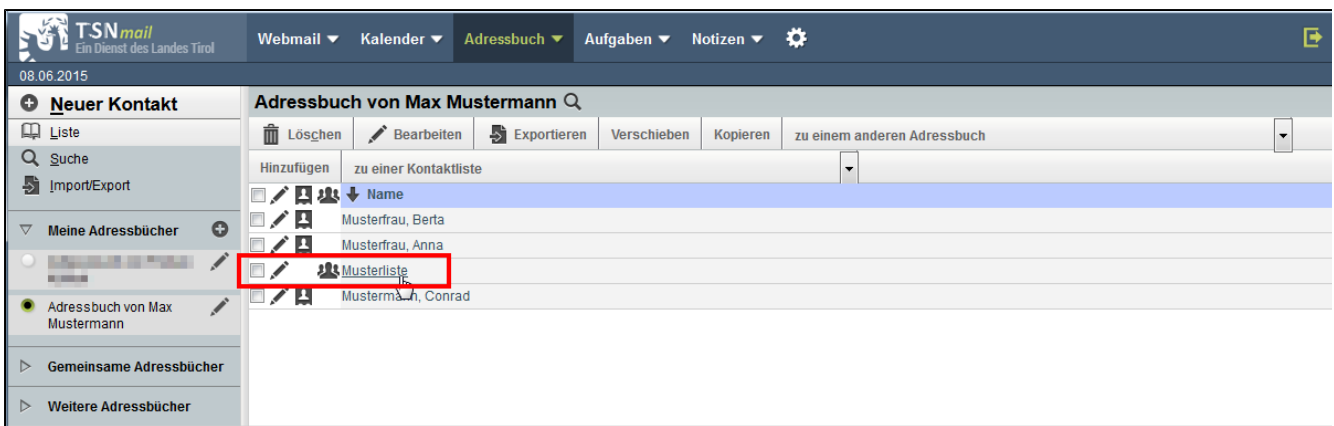 TSNmail
Ein Dienst des Landes Tirol
Webmail Kalender Adressbuch Aufgaben Notizen
08.06.2015
Neuer Kontakt
Liste
Suche
Import/Export
Meine Adressbücher
Adressbuch von Max
Mustermann
Gemeinsame Adressbücher
Weitere Adressbücher
Adressbuch von Max Mustermann
Löschen Bearbeiten Exportieren Verschieben Kopieren zu einem anderen Adressbuch
Hinzufügen zu einer Kontaktliste
Name
Musterfrau, Berta
Musterfrau, Anna
Musterliste
Mustermann, Conrad